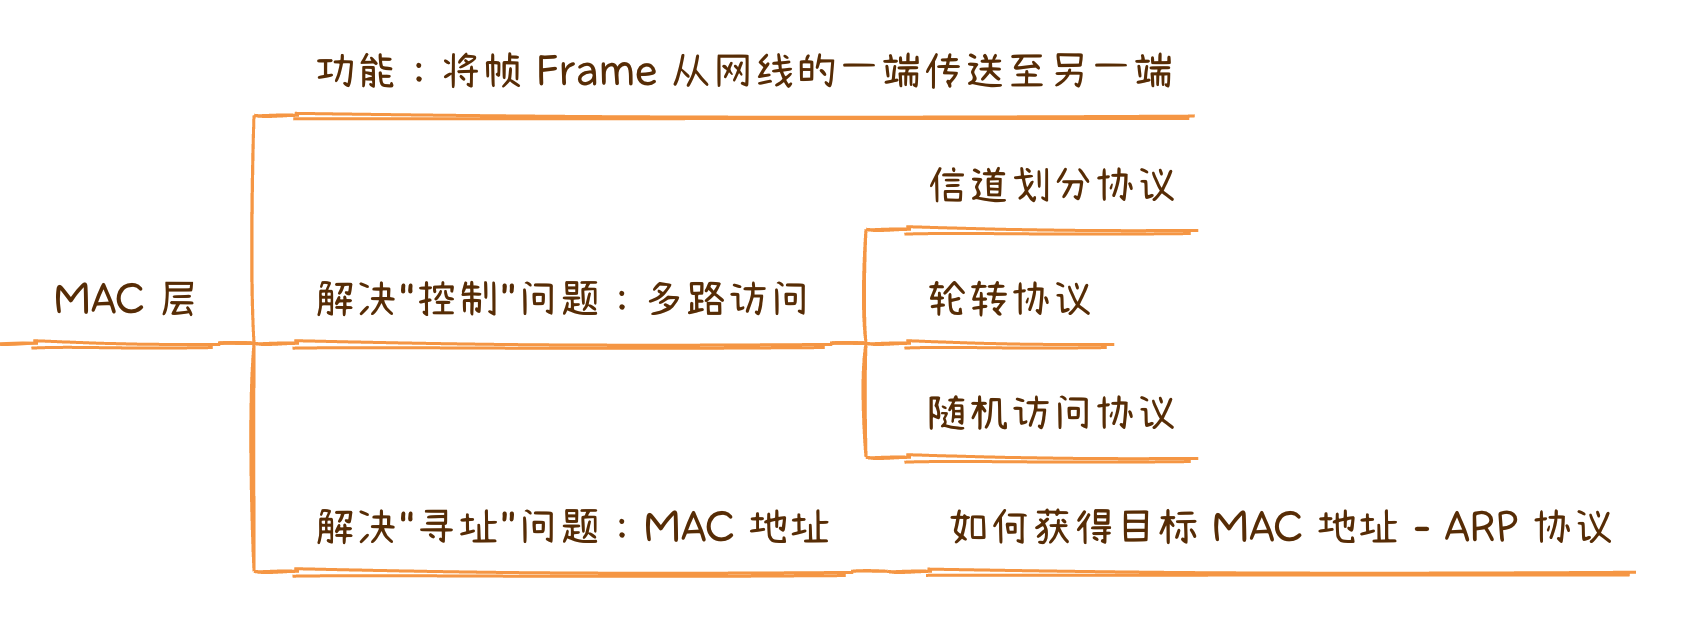 功能：将帧 Frame 从网线的一端传送至另一端
信道划分协议
MAC 层
解决"控制"问题：多路访问
轮转协议
随机访问协议
解决"寻址"问题：MAC 地址
如何获得目标 MAC 地址 - ARP 协议